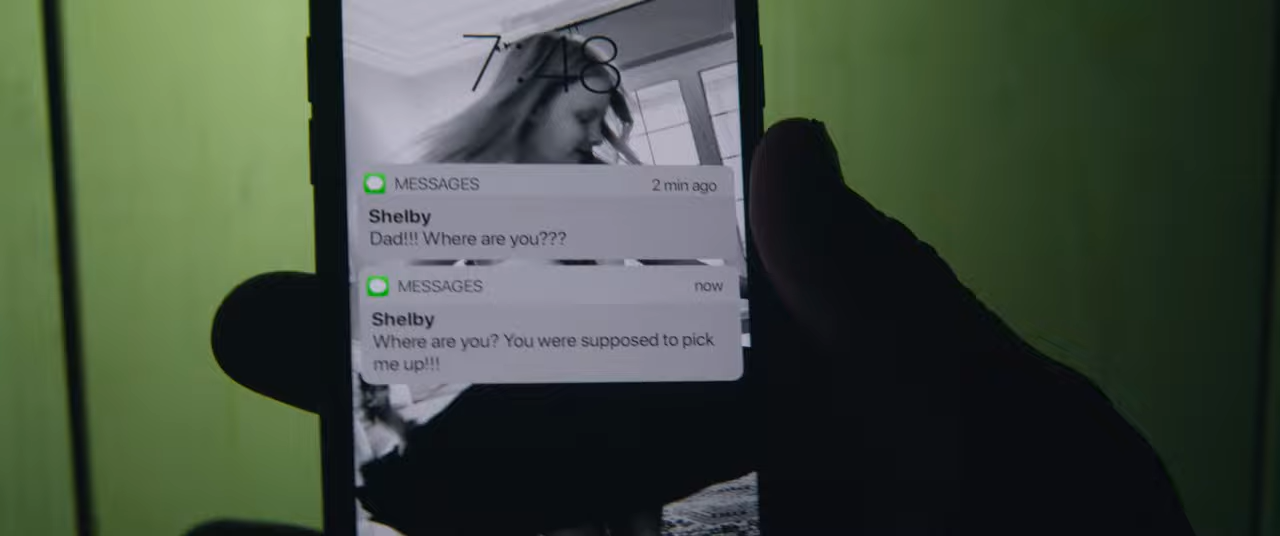 7:48
MESSAGES 2 min ago
Shelby
Dad!!! Where are you???
MESSAGES now
Shelby
Where are you? You were supposed to pick
me up!!!